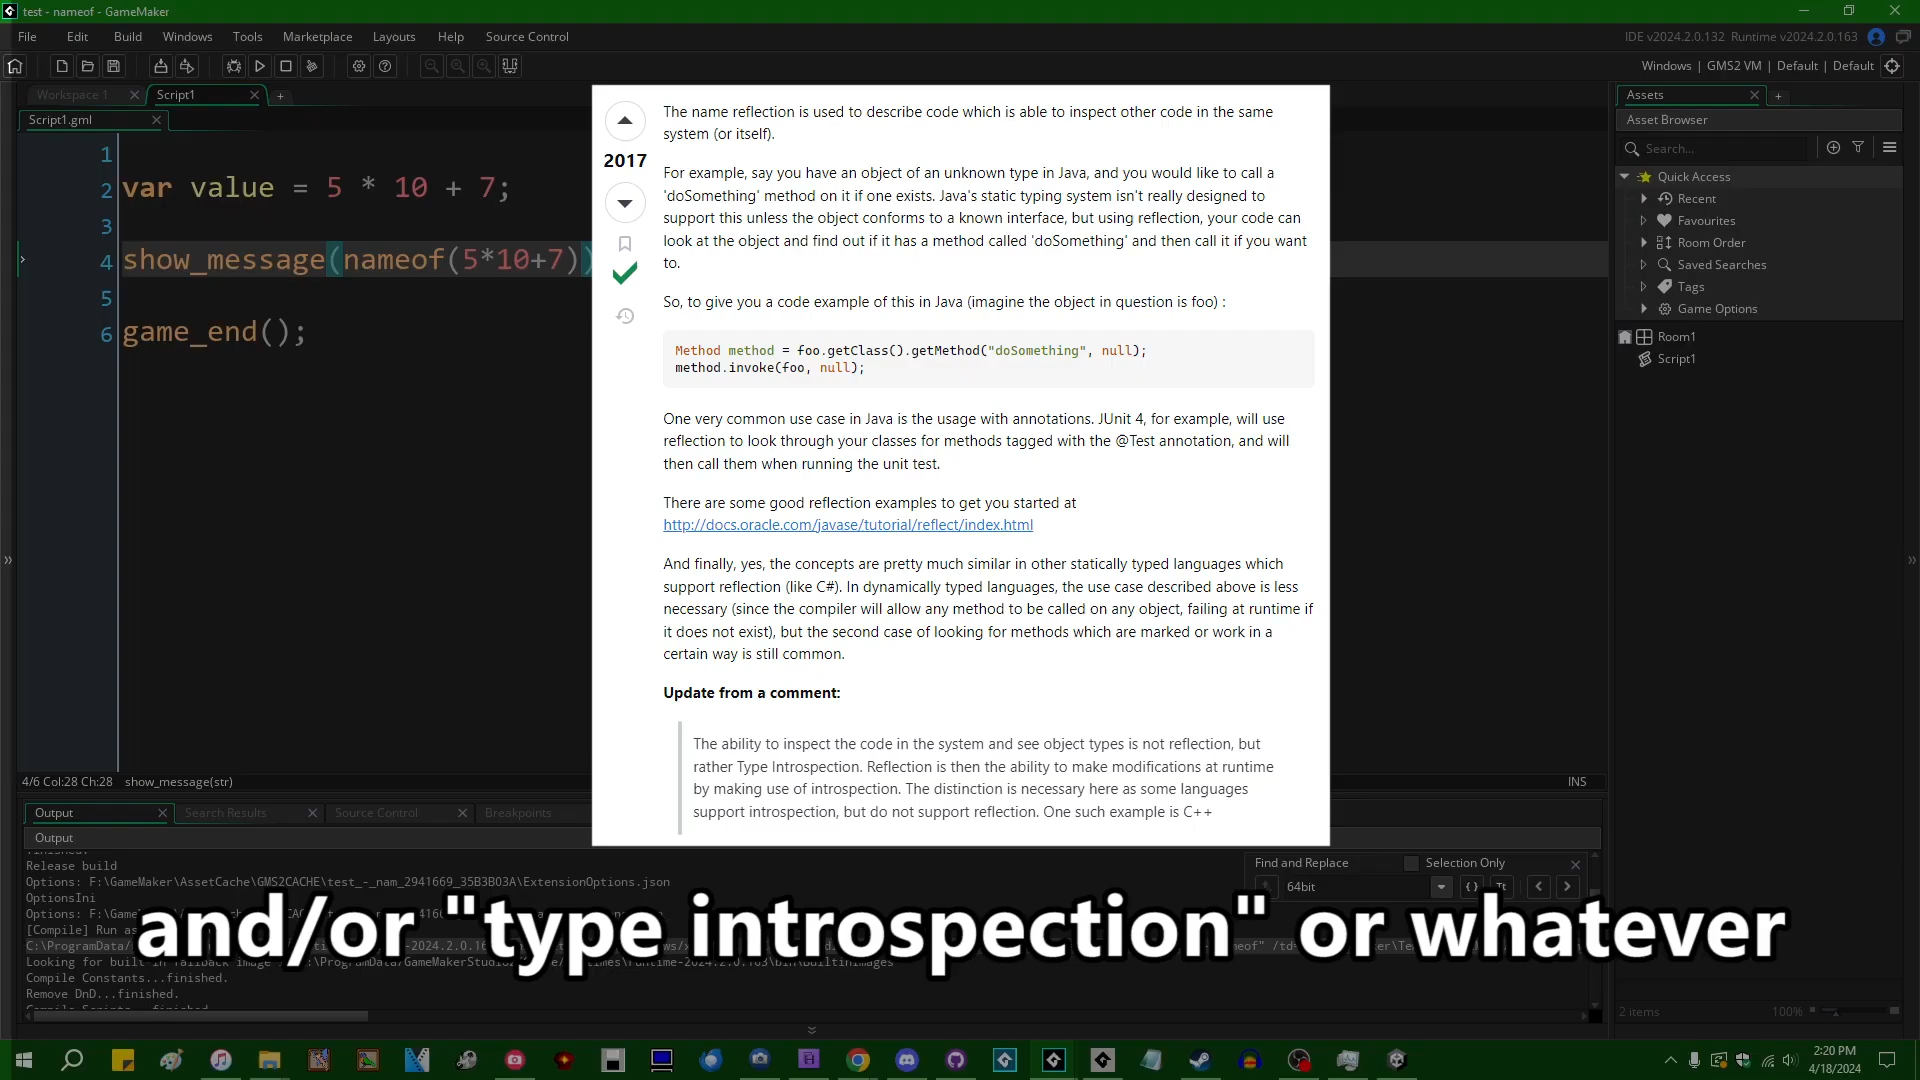 test - nameof - GameMaker
File Edit Build Windows Tools Marketplace Layouts Help Source Control
IDE v2024.2.0.132 Runtime v2024.2.0.163
Windows | GMS2 VM | Default | Default
Workspace 1
Script1
Script1.gml
1
2 var value = 5 * 10 + 7;
3
4 show_message(nameof(5*10+7))
5
6 game_end();
4/6 Col:28 Ch:28 show_message(str)
INS
2017
The name reflection is used to describe code which is able to inspect other code in the same
system (or itself).
For example, say you have an object of an unknown type in Java, and you would like to call a
'doSomething' method on it if one exists. Java's static typing system isn't really designed to
support this unless the object conforms to a known interface, but using reflection, your code can
look at the object and find out if it has a method called 'doSomething' and then call it if you want
to.
So, to give you a code example of this in Java (imagine the object in question is foo) :
Method method = foo.getClass().getMethod("doSomething", null);
method.invoke(foo, null);
One very common use case in Java is the usage with annotations. JUnit 4, for example, will use
reflection to look through your classes for methods tagged with the @Test annotation, and will
then call them when running the unit test.
There are some good reflection examples to get you started at
http://docs.oracle.com/javase/tutorial/reflect/index.html
And finally, yes, the concepts are pretty much similar in other statically typed languages which
support reflection (like C#). In dynamically typed languages, the use case described above is less
necessary (since the compiler will allow any method to be called on any object, failing at runtime if
it does not exist), but the second case of looking for methods which are marked or work in a
certain way is still common.
Update from a comment:
The ability to inspect the code in the system and see object types is not reflection, but
rather Type Introspection. Reflection is then the ability to make modifications at runtime
by making use of introspection. The distinction is necessary here as some languages
support introspection, but do not support reflection. One such example is C++
Assets
Asset Browser
Search...
Quick Access
Recent
Favourites
Room Order
Saved Searches
Tags
Game Options
Room1
Script1
2 items
100%
Output
Search Results
Source Control
Breakpoints
Output
Release build
Options: F:\GameMaker\AssetCache\GMS2CACHE\test_-_nam_2941669_35B3B03A\ExtensionOptions.json
OptionsIni
Options: F:\
[Compile] Run as
C:\ProgramData/
Looking for built
Compile Constants...finished.
Remove DnD...finished.
Find and Replace
Selection Only
64bit
and/or "type introspection" or whatever
2:20 PM
4/18/2024